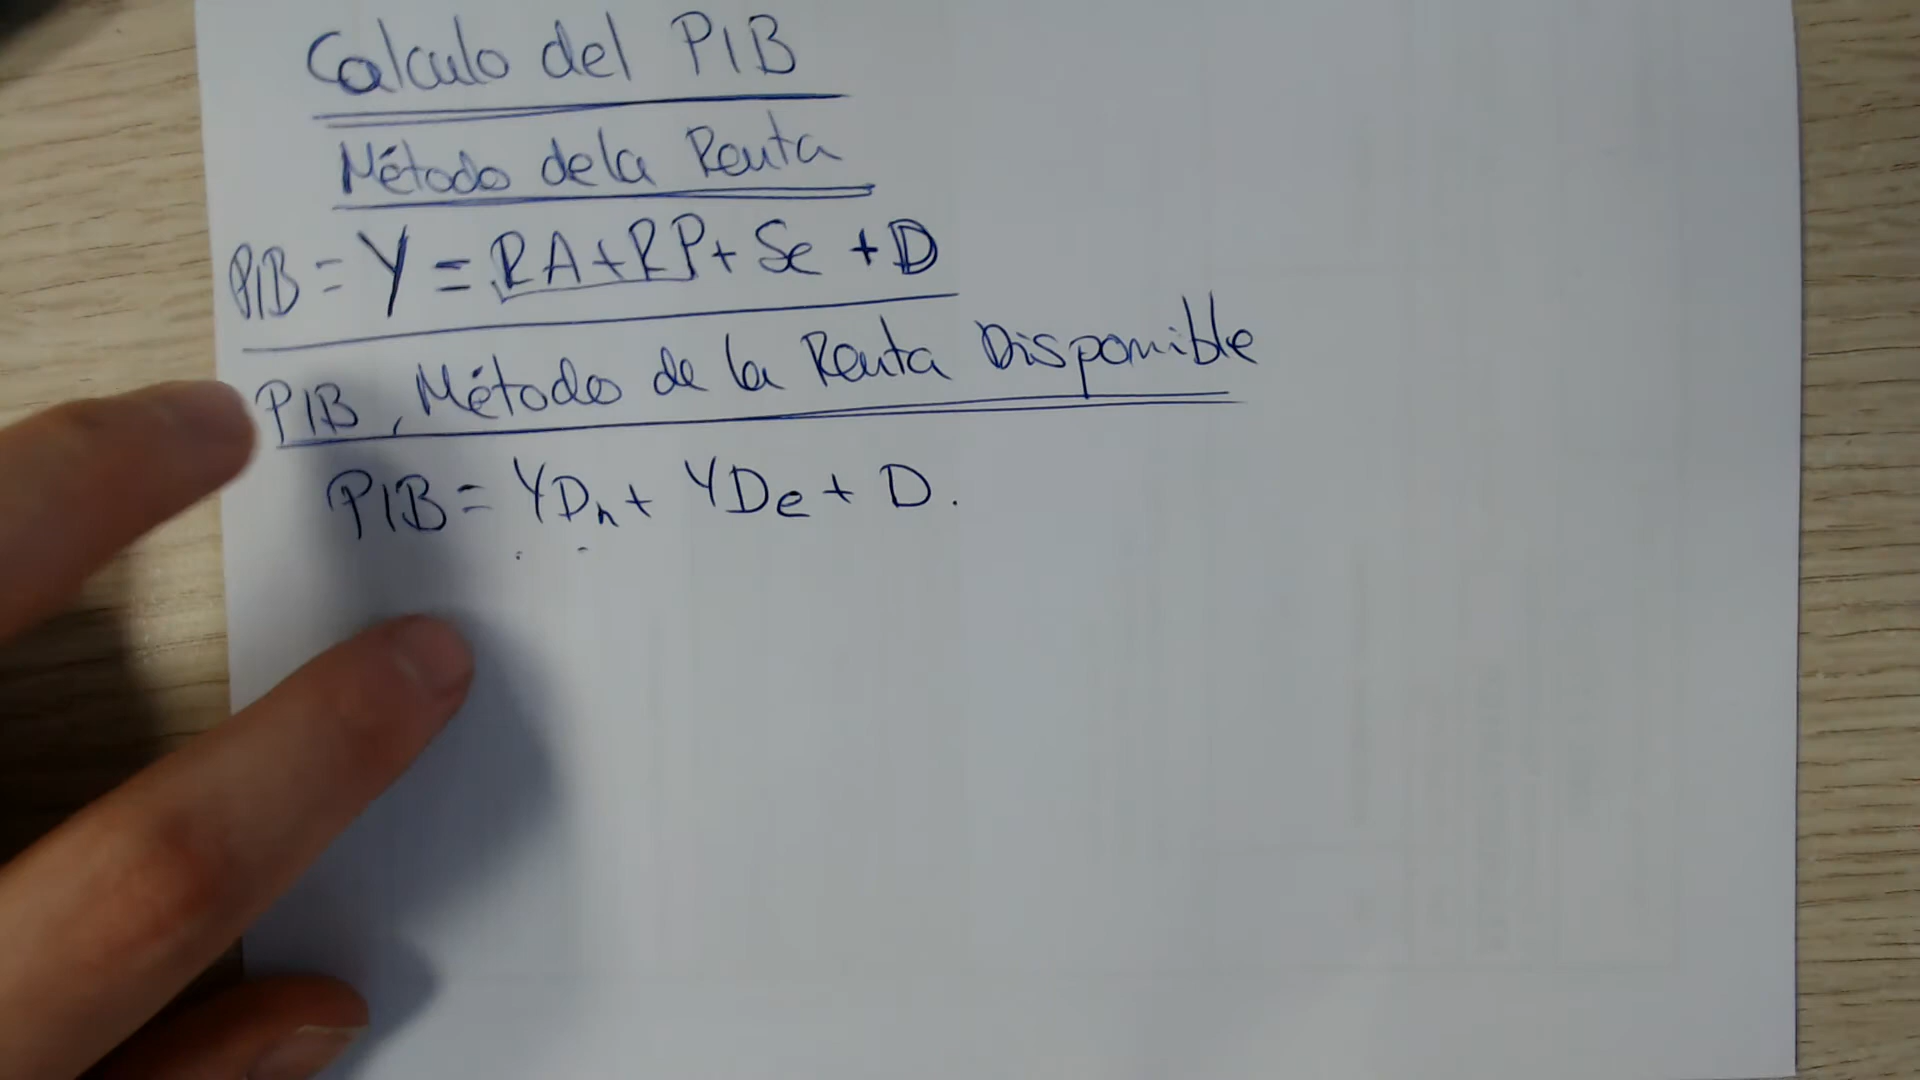 Calculo del PIB
Método de la Renta
PIB = Y = RA + RP + Se + D
PIB, Método de la Renta Disponible
PIB = YDh + YDe + D.